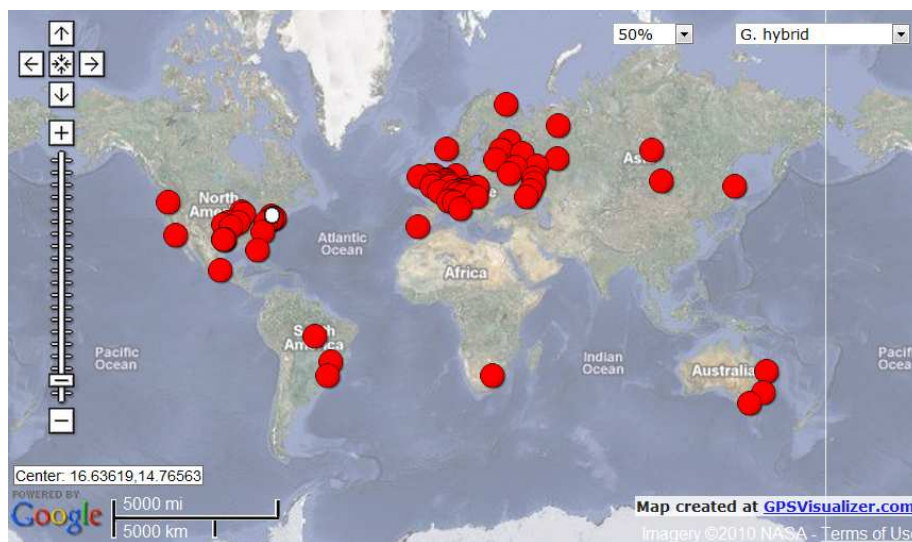 50%
G. hybrid
North
America
Asia
Atlantic
Ocean
Africa
South
America
Pacific
Ocean
Indian
Ocean
Australia
Pacif
Ocea
Center: 16.63619,14.76563
POWERED BY
Google
5000 mi
5000 km
Map created at GPSVisualizer.com
Imagery ©2010 NASA - Terms of Us